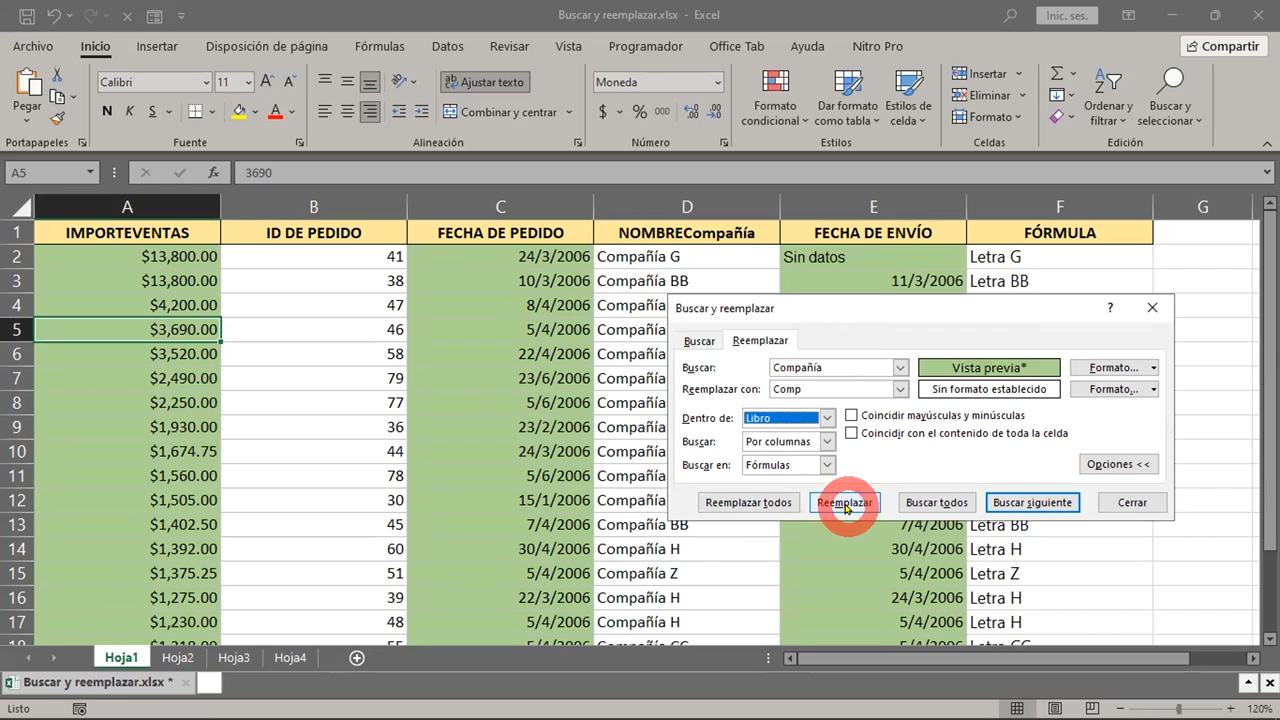 Buscar y reemplazar.xlsx - Excel
Inic. ses.
Archivo Inicio Insertar Disposición de página Fórmulas Datos Revisar Vista Programador Office Tab Ayuda Nitro Pro Compartir
Pegar
Calibri 11
N K S
Ajustar texto
Combinar y centrar
Moneda
$ % 000
Formato condicional
Dar formato como tabla
Estilos de celda
Insertar
Eliminar
Formato
Ordenar y filtrar
Buscar y seleccionar
Portapapeles Fuente Alineación Número Estilos Celdas Edición
A5 fx 3690
A B C D E F G
1 IMPORTEVENTAS ID DE PEDIDO FECHA DE PEDIDO NOMBRECompañía FECHA DE ENVÍO FÓRMULA
2 $13,800.00 41 24/3/2006 Compañía G Sin datos Letra G
3 $13,800.00 38 10/3/2006 Compañía BB 11/3/2006 Letra BB
4 $4,200.00 47 8/4/2006 Compañía
5 $3,690.00 46 5/4/2006 Compañía
6 $3,520.00 58 22/4/2006 Compañía
7 $2,490.00 79 23/6/2006 Compañía
8 $2,250.00 77 5/6/2006 Compañía
9 $1,930.00 36 23/2/2006 Compañía
10 $1,674.75 44 24/3/2006 Compañía
11 $1,560.00 78 5/6/2006 Compañía
12 $1,505.00 30 15/1/2006 Compañía
13 $1,402.50 45 7/4/2006 Compañía BB 7/4/2006 Letra BB
14 $1,392.00 60 30/4/2006 Compañía H 30/4/2006 Letra H
15 $1,375.25 51 5/4/2006 Compañía Z 5/4/2006 Letra Z
16 $1,275.00 39 22/3/2006 Compañía H 24/3/2006 Letra H
17 $1,230.00 48 5/4/2006 Compañía H 5/4/2006 Letra H
Buscar y reemplazar ?
Buscar Reemplazar
Buscar: Compañía Vista previa* Formato...
Reemplazar con: Comp Sin formato establecido Formato...
Dentro de: Libro Coincidir mayúsculas y minúsculas
Buscar: Por columnas Coincidir con el contenido de toda la celda
Buscar en: Fórmulas Opciones <<
Reemplazar todos Reemplazar Buscar todos Buscar siguiente Cerrar
Hoja1 Hoja2 Hoja3 Hoja4
Buscar y reemplazar.xlsx *
Listo 120%